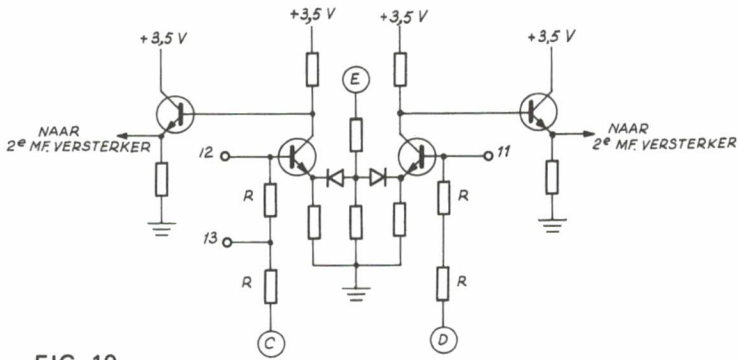 +3,5 V
+3,5 V
+3,5 V
+3,5 V
E
NAAR
2e MF. VERSTERKER
NAAR
2e MF. VERSTERKER
12
11
R
R
13
R
R
C
D
FIG. 10